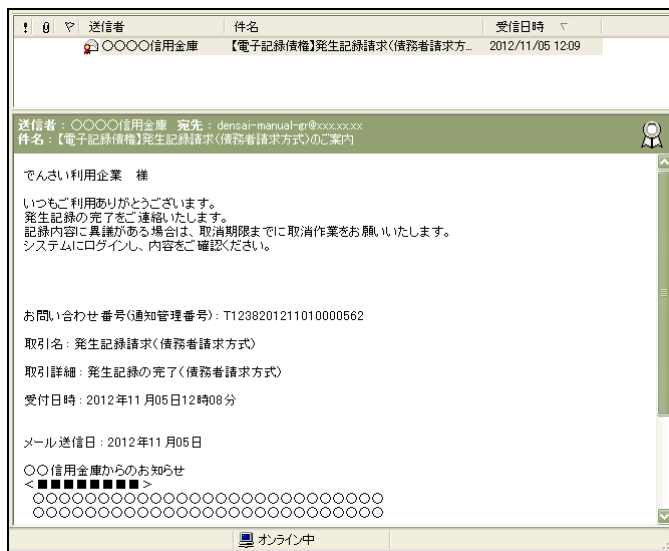 ! 送信者 件名 受信日時
〇〇〇〇信用金庫 【電子記録債権】発生記録請求(債務者請求方... 2012/11/05 12:09
送信者：〇〇〇〇信用金庫 宛先：densai-manual-gr@xxx.xx.xx
件名：【電子記録債権】発生記録請求(債務者請求方式)のご案内
でんさい利用企業　様
いつもご利用ありがとうございます。
発生記録の完了をご連絡いたします。
記録内容に異議がある場合は、取消期限までに取消作業をお願いいたします。
システムにログインし、内容をご確認ください。
お問い合わせ番号(通知管理番号)：T1238201211010000562
取引名：発生記録請求(債務者請求方式)
取引詳細：発生記録の完了(債務者請求方式)
受付日時：2012年11月05日12時08分
メール送信日：2012年11月05日
〇〇信用金庫からのお知らせ
<■■■■■■■■>
〇〇〇〇〇〇〇〇〇〇〇〇〇〇〇〇〇〇〇〇〇〇〇〇〇〇〇
〇〇〇〇〇〇〇〇〇〇〇〇〇〇〇〇〇〇〇〇〇〇〇〇〇〇〇
オンライン中